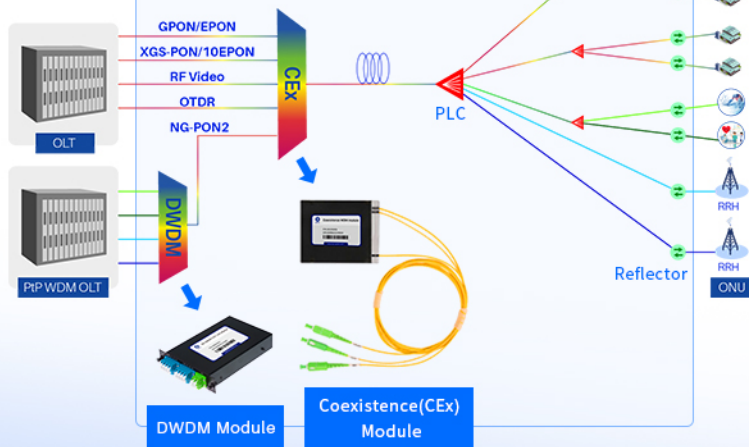 GPON/EPON
XGS-PON/10EPON
RF Video
OTDR
NG-PON2
CEx
OLT
DWDM
PtP WDM OLT
PLC
RRH
RRH
Reflector
ONU
DWDM Module
Coexistence(CEx)
Module